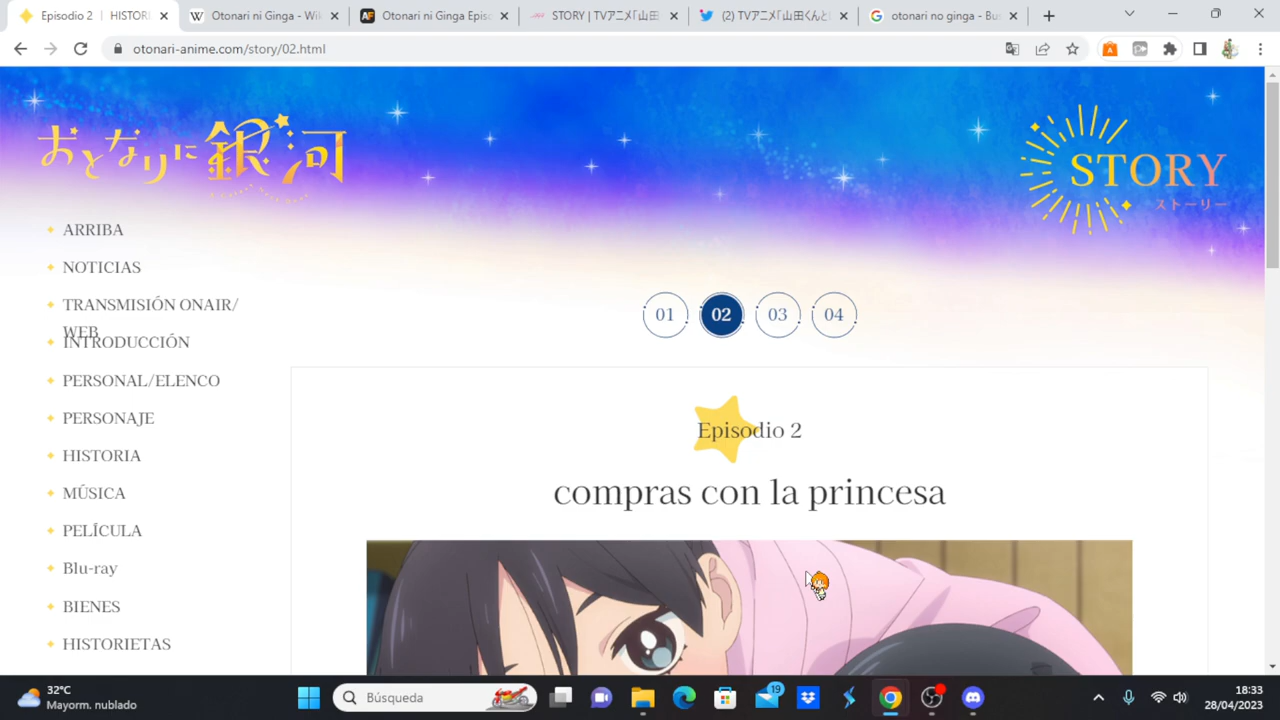 Episodio 2 | HISTORI
Otonari ni Ginga - Wik
Otonari ni Ginga Episo
STORY | TVアニメ「山田
(2) TVアニメ「山田くんと
otonari no ginga - Bus
otonari-anime.com/story/02.html
おとなりに銀河
STORY
ストーリー
ARRIBA
NOTICIAS
TRANSMISIÓN ONAIR/
WEB
INTRODUCCIÓN
PERSONAL/ELENCO
PERSONAJE
HISTORIA
MÚSICA
PELÍCULA
Blu-ray
BIENES
HISTORIETAS
01 02 03 04
Episodio 2
compras con la princesa
32°C
Mayorm. nublado
Búsqueda
19
18:33
28/04/2023